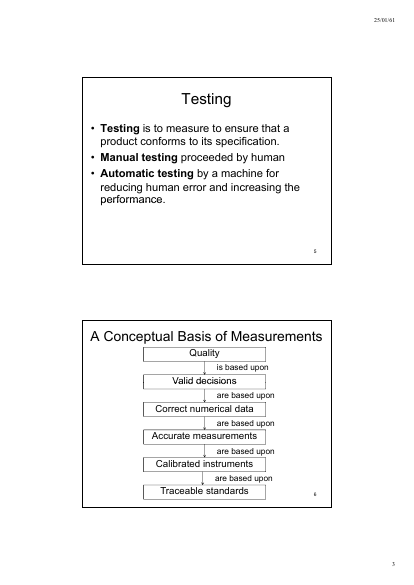 25/01/61
Testing
• Testing is to measure to ensure that a
product conforms to its specification.
• Manual testing proceeded by human
• Automatic testing by a machine for
reducing human error and increasing the
performance.
5
A Conceptual Basis of Measurements
Quality
is based upon
Valid decisions
are based upon
Correct numerical data
are based upon
Accurate measurements
are based upon
Calibrated instruments
are based upon
Traceable standards
6
3